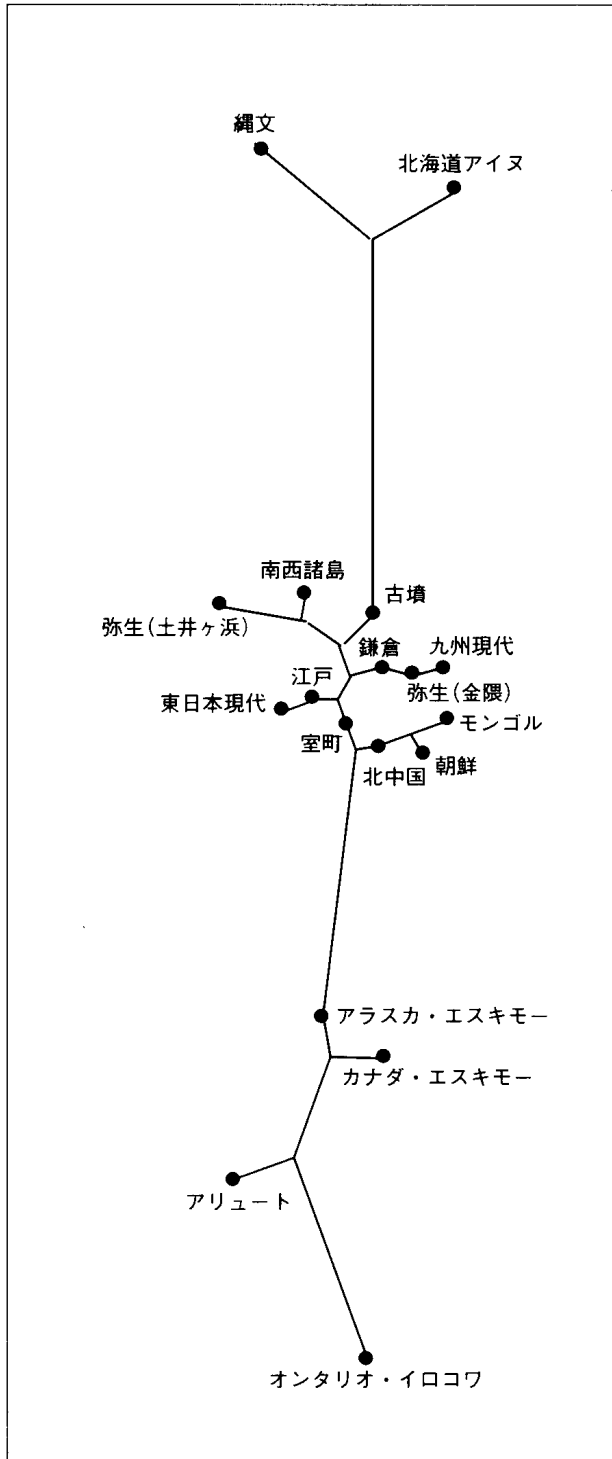 縄文
北海道アイヌ
南西諸島
古墳
弥生(土井ヶ浜)
鎌倉
九州現代
江戸
弥生(金隈)
東日本現代
モンゴル
室町
北中国
朝鮮
アラスカ・エスキモー
カナダ・エスキモー
アリュート
オンタリオ・イロコワ